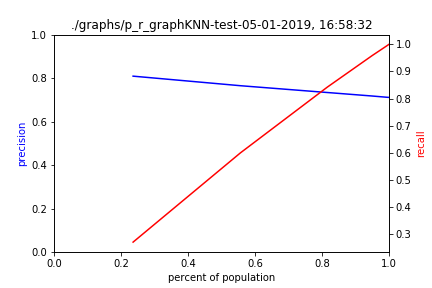 ./graphs/p_r_graphKNN-test-05-01-2019, 16:58:32
1.0
0.8
0.6
0.4
0.2
0.0
precision
1.0
0.9
0.8
0.7
0.6
0.5
0.4
0.3
recall
0.0 0.2 0.4 0.6 0.8 1.0
percent of population